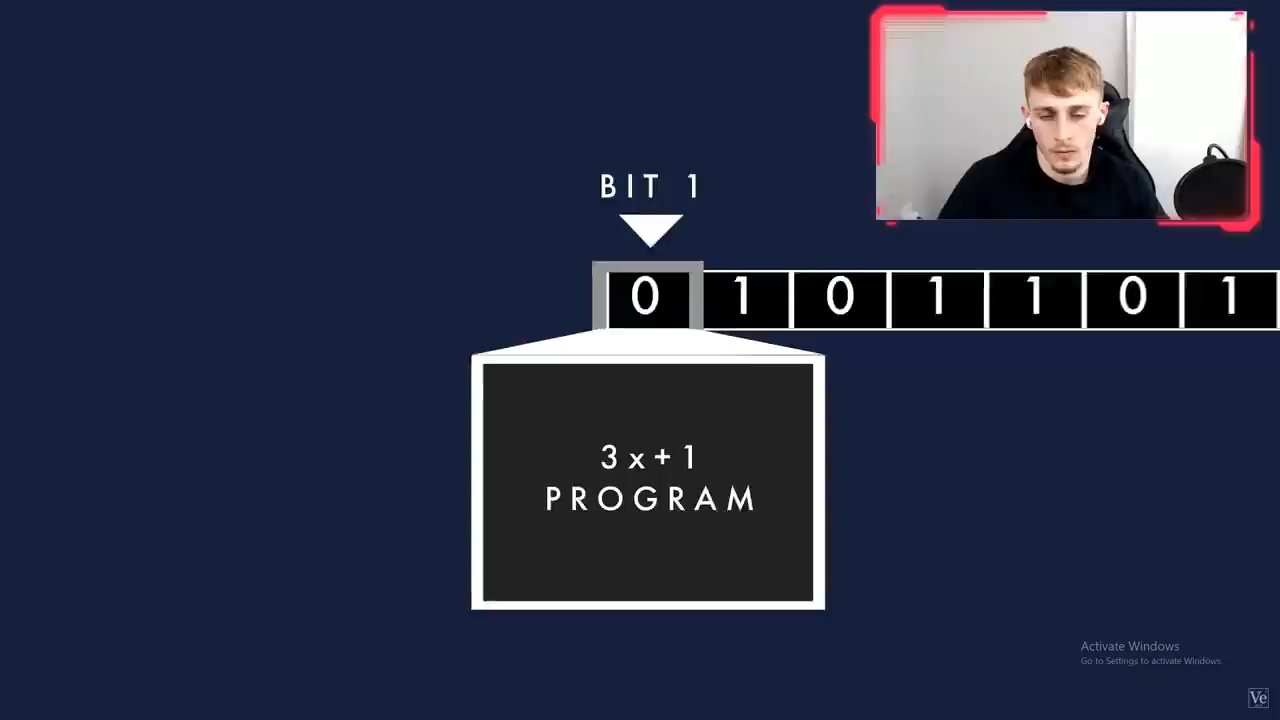 BIT 1
0 1 0 1 1 0 1
3x+1
PROGRAM
Activate Windows
Go to Settings to activate Windows.
Ve